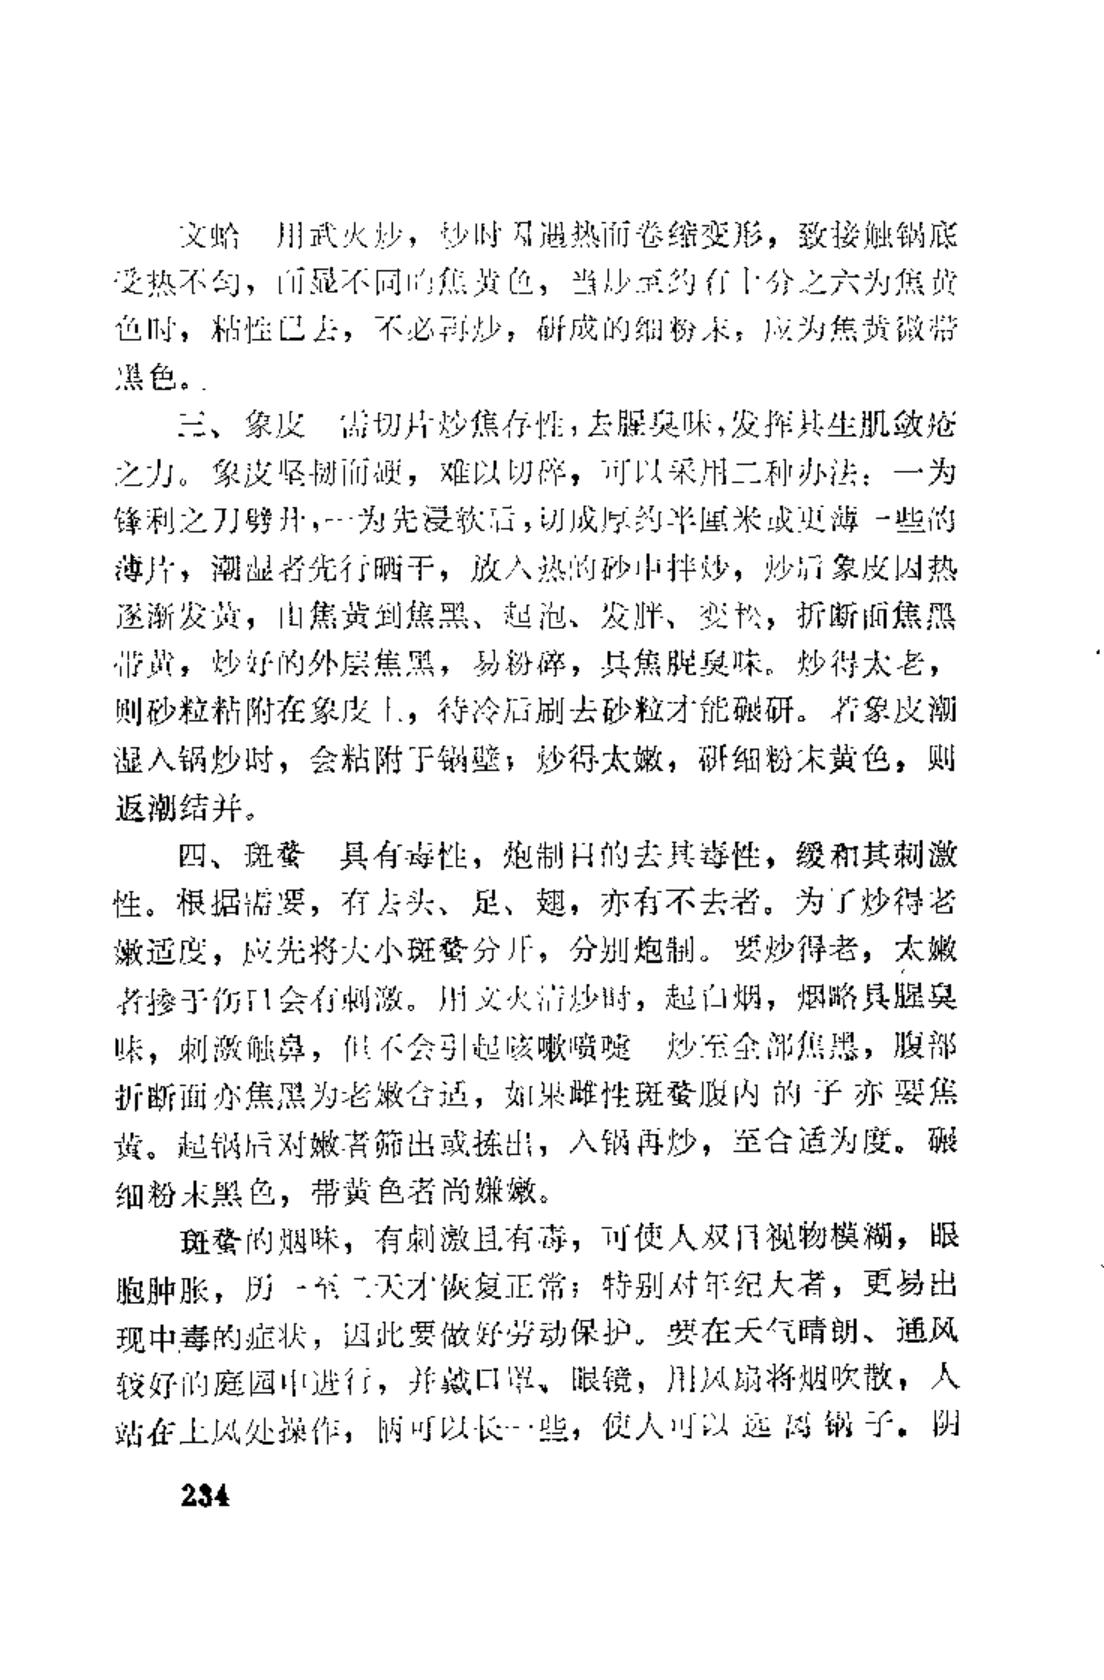 文蛤　用武火炒，炒时因遇热而卷缩变形，致接触锅底
受热不匀，而显不同的焦黄色，当炒至约有十分之六为焦黄
色时，粘性已去，不必再炒，研成的细粉末，应为焦黄微带
黑色。
三、象皮　需切片炒焦存性，去腥臭味，发挥其生肌敛疮
之力。象皮坚韧而硬，难以切碎，可以采用二种办法：一为
锋利之刀劈开，一为先浸软后，切成厚约半厘米或更薄一些的
薄片，潮湿者先行晒干，放入热的砂中拌炒，炒后象皮因热
逐渐发黄，由焦黄到焦黑、起泡、发胖、变松，折断面焦黑
带黄，炒好的外层焦黑，易粉碎，具焦腥臭味。炒得太老，
则砂粒粘附在象皮上，待冷后刷去砂粒才能碾研。若象皮潮
湿入锅炒时，会粘附于锅壁；炒得太嫩，研细粉末黄色，则
返潮结并。
四、斑蝥　具有毒性，炮制目的去其毒性，缓和其刺激
性。根据需要，有去头、足、翅，亦有不去者。为了炒得老
嫩适度，应先将大小斑蝥分开，分别炮制。要炒得老，太嫩
者掺于伤口会有刺激。用文火清炒时，起白烟，烟略具腥臭
味，刺激触鼻，但不会引起咳嗽喷嚏　炒至全部焦黑，腹部
折断面亦焦黑为老嫩合适，如果雌性斑蝥腹内的子亦要焦
黄。起锅后对嫩者筛出或拣出，入锅再炒，至合适为度。碾
细粉末黑色，带黄色者尚嫌嫩。
斑蝥的烟味，有刺激且有毒，可使人双目视物模糊，眼
胞肿胀，历一至二天才恢复正常；特别对年纪大者，更易出
现中毒的症状，因此要做好劳动保护。要在天气晴朗、通风
较好的庭园中进行，并戴口罩、眼镜，用风扇将烟吹散，人
站在上风处操作，柄可以长一些，使人可以远离锅子。阴
234